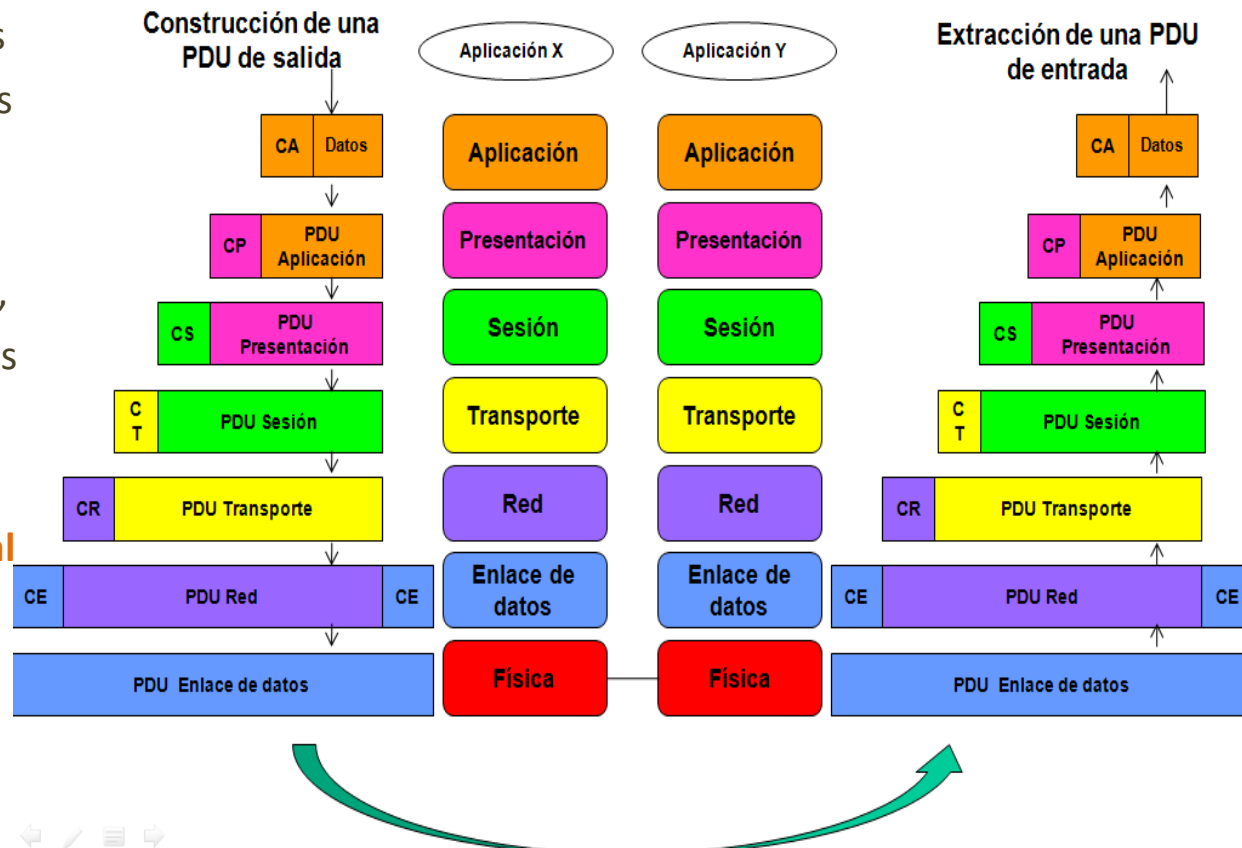 Construcción de una
PDU de salida
Aplicación X
Aplicación Y
Extracción de una PDU
de entrada
CA Datos
Aplicación
Aplicación
CA Datos
CP
PDU
Aplicación
Presentación
Presentación
CP
PDU
Aplicación
CS
PDU
Presentación
Sesión
Sesión
CS
PDU
Presentación
C
T
PDU Sesión
Transporte
Transporte
C
T
PDU Sesión
CR PDU Transporte
Red
Red
CR PDU Transporte
CE PDU Red CE
Enlace de
datos
Enlace de
datos
CE PDU Red CE
PDU Enlace de datos
Física
Física
PDU Enlace de datos